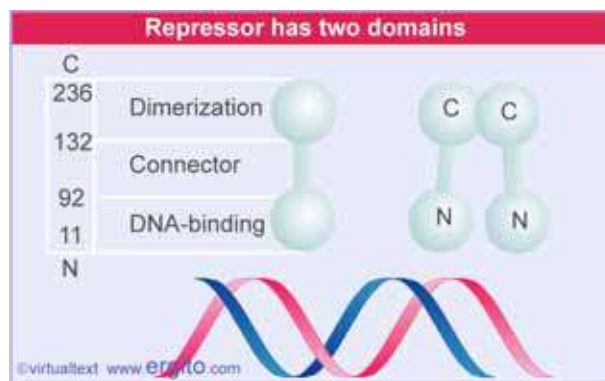 Repressor has two domains
C
236
Dimerization
132
Connector
92
DNA-binding
11
N
C C
N N
©virtualtext www.ergito.com